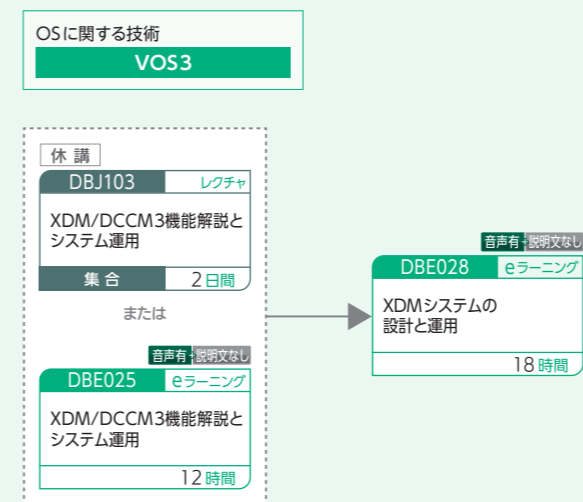 OSに関する技術
VOS3
休講
DBJ103 レクチャ
XDM/DCCM3機能解説と
システム運用
集合 2日間
または
音声有+説明文なし
DBE025 eラーニング
XDM/DCCM3機能解説と
システム運用
12時間
音声有+説明文なし
DBE028 eラーニング
XDMシステムの
設計と運用
18時間